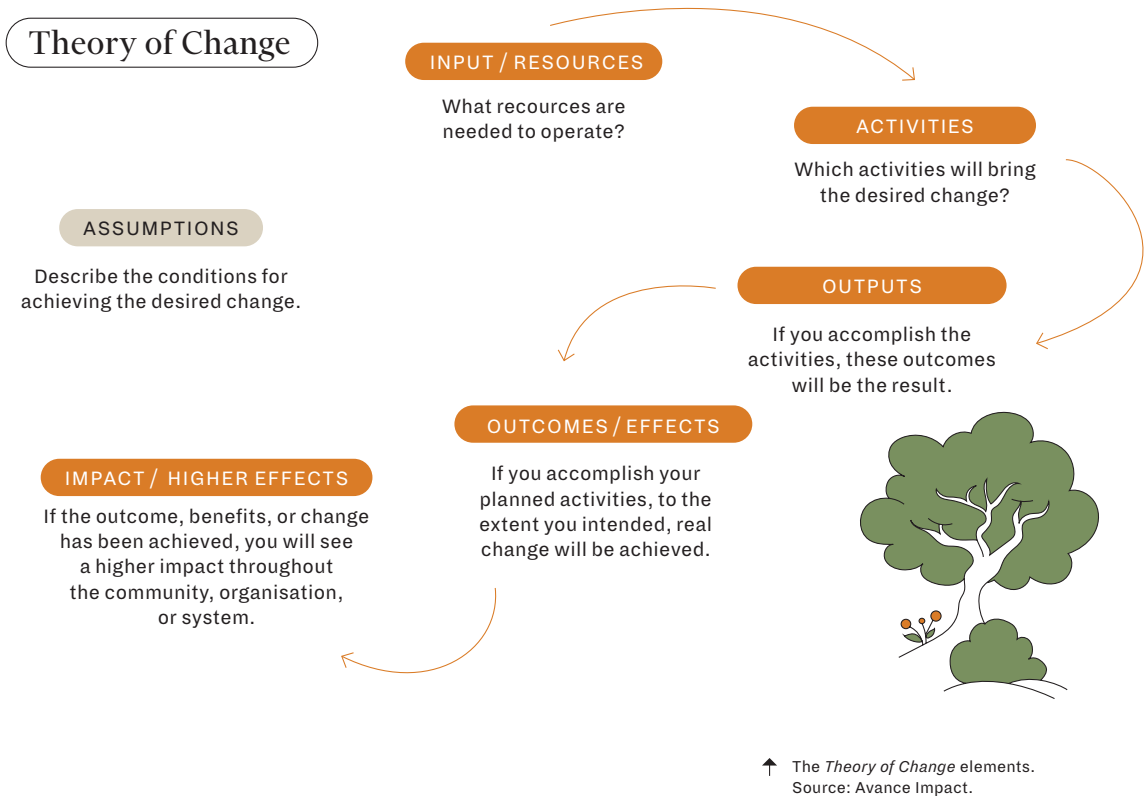 Theory of Change
INPUT / RESOURCES
What recources are
needed to operate?
ACTIVITIES
Which activities will bring
the desired change?
ASSUMPTIONS
Describe the conditions for
achieving the desired change.
OUTPUTS
If you accomplish the
activities, these outcomes
will be the result.
OUTCOMES / EFFECTS
If you accomplish your
planned activities, to the
extent you intended, real
change will be achieved.
IMPACT / HIGHER EFFECTS
If the outcome, benefits, or change
has been achieved, you will see
a higher impact throughout
the community, organisation,
or system.
The Theory of Change elements.
Source: Avance Impact.